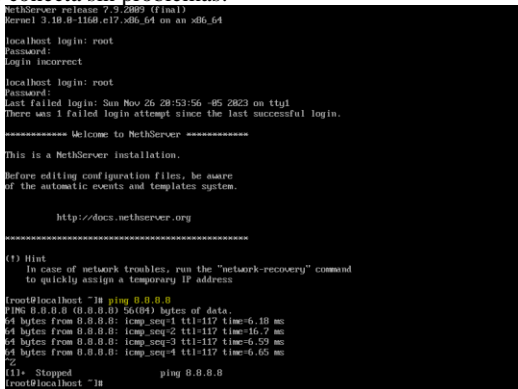 conecta sin problemas.
NethServer release 7.9.2009 (final)
Kernel 3.10.0-1160.el7.x86_64 on an x86_64
localhost login: root
Password:
Login incorrect
localhost login: root
Password:
Last failed login: Sun Nov 26 20:53:56 -05 2023 on tty1
There was 1 failed login attempt since the last successful login.
************ Welcome to NethServer ************
This is a NethServer installation.
Before editing configuration files, be aware
of the automatic events and templates system.
http://docs.nethserver.org
************************************************
(!) Hint
In case of network troubles, run the "network-recovery" command
to quickly assign a temporary IP address
[root@localhost ~]# ping 8.8.8.8
PING 8.8.8.8 (8.8.8.8) 56(84) bytes of data.
64 bytes from 8.8.8.8: icmp_seq=1 ttl=117 time=6.18 ms
64 bytes from 8.8.8.8: icmp_seq=2 ttl=117 time=16.7 ms
64 bytes from 8.8.8.8: icmp_seq=3 ttl=117 time=6.59 ms
64 bytes from 8.8.8.8: icmp_seq=4 ttl=117 time=6.65 ms
^Z
[1]+ Stopped ping 8.8.8.8
[root@localhost ~]#